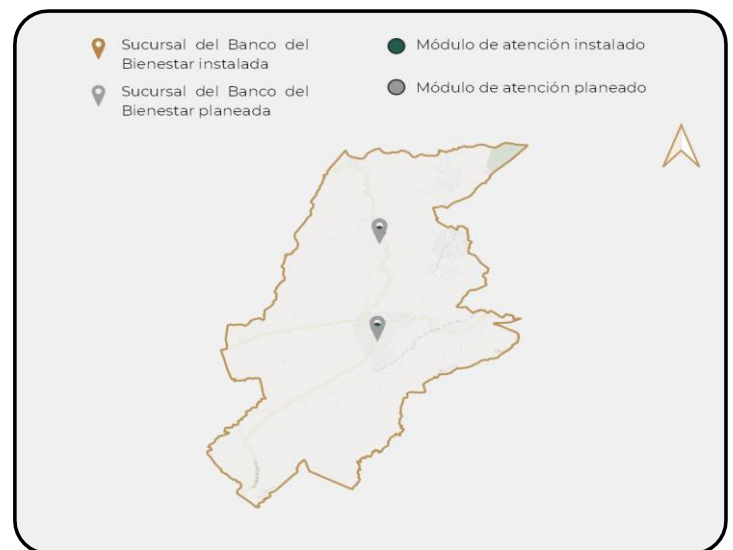 Sucursal del Banco del
Bienestar instalada
Sucursal del Banco del
Bienestar planeada
Módulo de atención instalado
Módulo de atención planeado